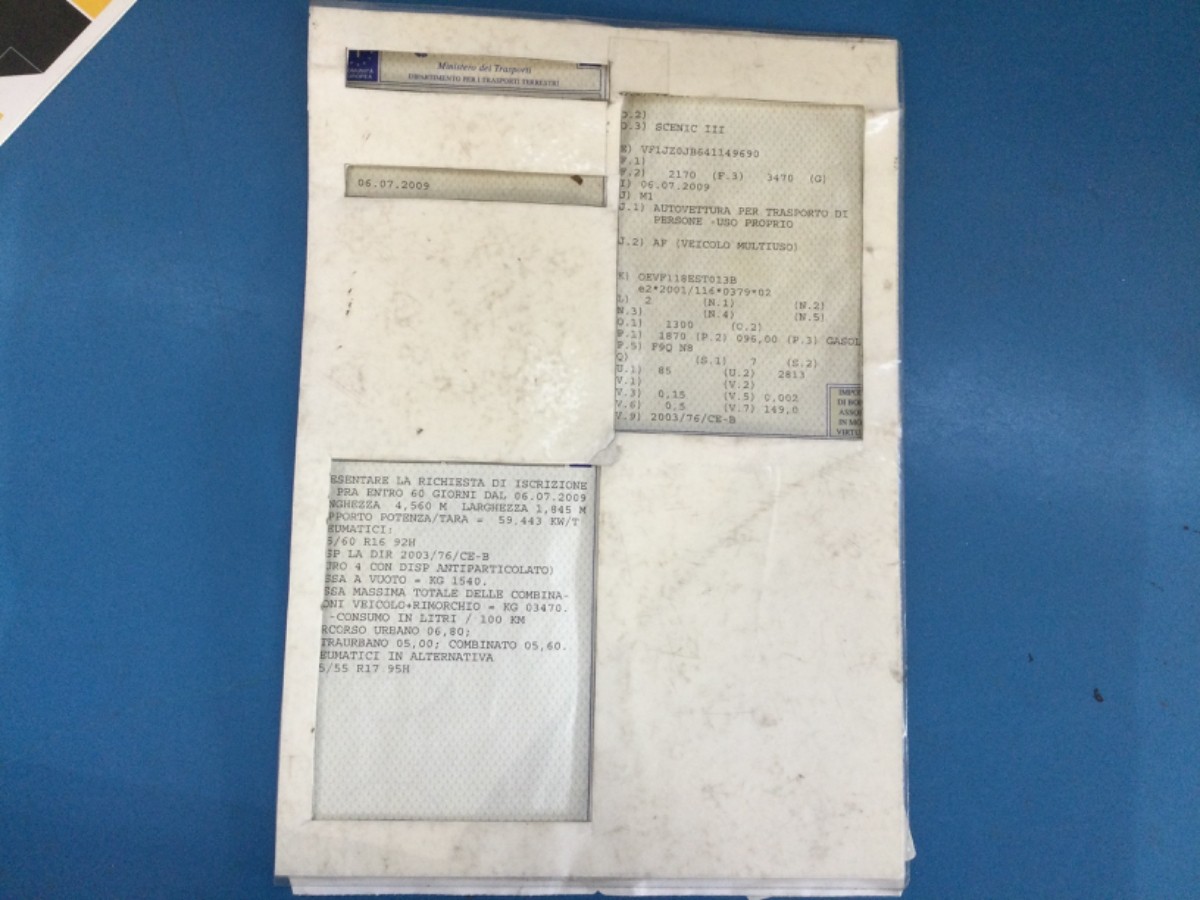 Ministero dei Trasporti
DIPARTIMENTO PER I TRASPORTI TERRESTRI
06.07.2009
D.2)
D.3) SCENIC III
E) VF1JZ0JB641149690
F.1)
F.2) 2170 (F.3) 3470 (G)
I) 06.07.2009
J) M1
J.1) AUTOVETTURA PER TRASPORTO DI
PERSONE -USO PROPRIO
J.2) AF (VEICOLO MULTIUSO)
K) OEVF118EST013B
e2*2001/116*0379*02
L) 2 (N.1) (N.2)
N.3) (N.4) (N.5)
O.1) 1300 (O.2)
P.1) 1870 (P.2) 096,00 (P.3) GASOL
P.5) F9Q N8
Q) (S.1) 7 (S.2)
U.1) 85 (U.2) 2813
V.1) (V.2)
V.3) 0,15 (V.5) 0,002
V.6) 0.5 (V.7) 149,0
V.9) 2003/76/CE-B
IMPO
DI BO
ASSO
IN MO
VIRTU
ESENTARE LA RICHIESTA DI ISCRIZIONE
PRA ENTRO 60 GIORNI DAL 06.07.2009
NGHEZZA 4,560 M LARGHEZZA 1,845 M
PPORTO POTENZA/TARA = 59.443 KW/T
EUMATICI:
5/60 R16 92H
SP LA DIR 2003/76/CE-B
URO 4 CON DISP ANTIPARTICOLATO)
SSA A VUOTO = KG 1540.
SSA MASSIMA TOTALE DELLE COMBINA-
ONI VEICOLO+RIMORCHIO = KG 03470.
-CONSUMO IN LITRI / 100 KM
RCORSO URBANO 06,80;
TRAURBANO 05,00; COMBINATO 05,60.
EUMATICI IN ALTERNATIVA
5/55 R17 95H